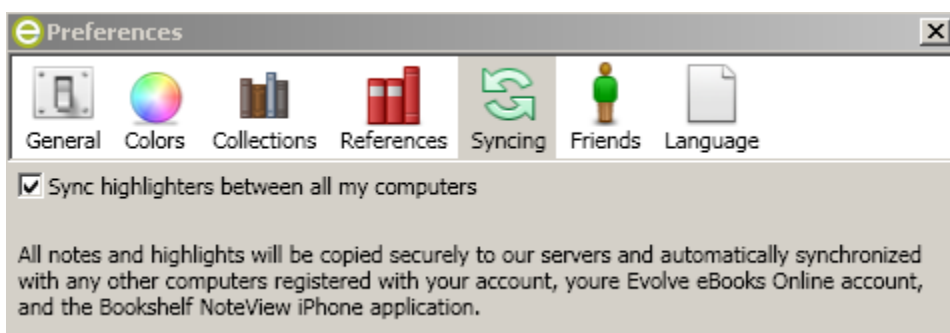 Preferences
General Colors Collections References Syncing Friends Language
Sync highlighters between all my computers
All notes and highlights will be copied securely to our servers and automatically synchronized
with any other computers registered with your account, youre Evolve eBooks Online account,
and the Bookshelf NoteView iPhone application.